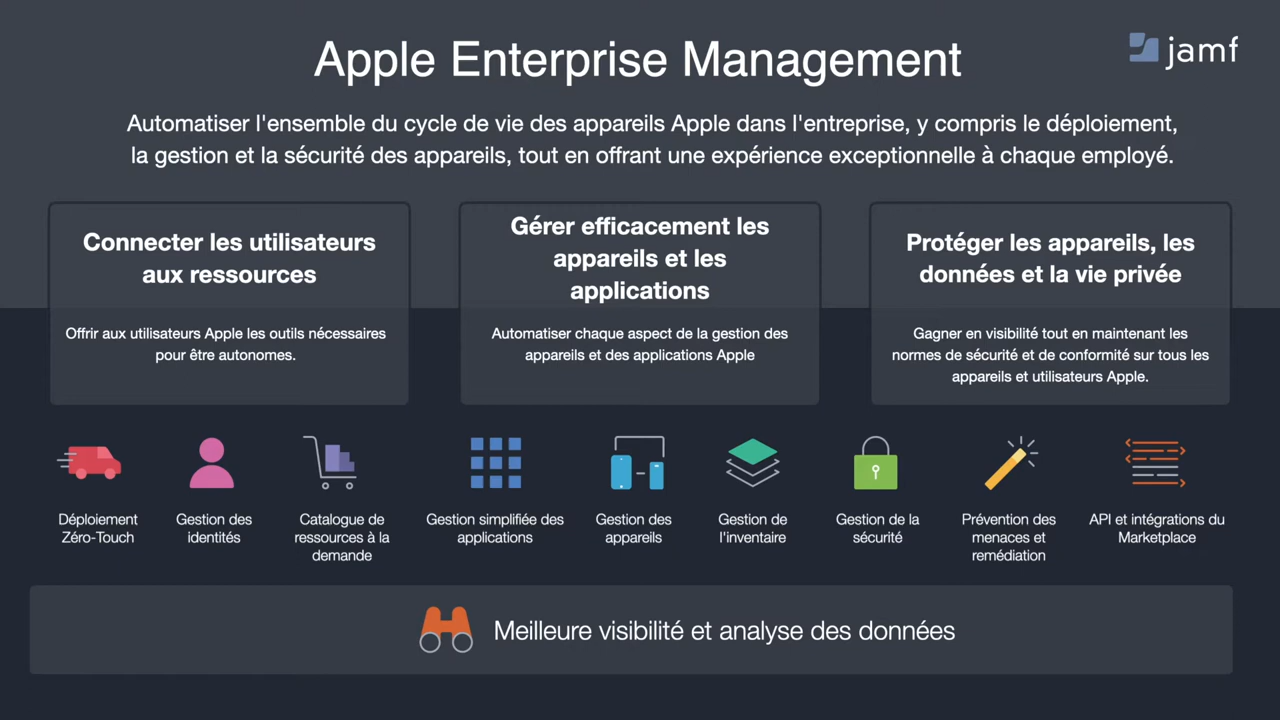 Apple Enterprise Management
jamf
Automatiser l'ensemble du cycle de vie des appareils Apple dans l'entreprise, y compris le déploiement,
la gestion et la sécurité des appareils, tout en offrant une expérience exceptionnelle à chaque employé.
Connecter les utilisateurs
aux ressources
Offrir aux utilisateurs Apple les outils nécessaires
pour être autonomes.
Gérer efficacement les
appareils et les
applications
Automatiser chaque aspect de la gestion des
appareils et des applications Apple
Protéger les appareils, les
données et la vie privée
Gagner en visibilité tout en maintenant les
normes de sécurité et de conformité sur tous les
appareils et utilisateurs Apple.
Déploiement
Zéro-Touch
Gestion des
identités
Catalogue de
ressources à la
demande
Gestion simplifiée des
applications
Gestion des
appareils
Gestion de
l'inventaire
Gestion de la
sécurité
Prévention des
menaces et
remédiation
API et intégrations du
Marketplace
Meilleure visibilité et analyse des données